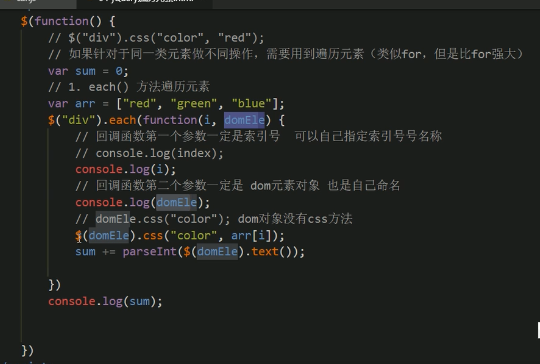 $(function() {
// $("div").css("color", "red");
// 如果针对于同一类元素做不同操作，需要用到遍历元素（类似for，但是比for强大）
var sum = 0;
// 1. each() 方法遍历元素
var arr = ["red", "green", "blue"];
$("div").each(function(i, domEle) {
// 回调函数第一个参数一定是索引号  可以自己指定索引号号名称
// console.log(index);
console.log(i);
// 回调函数第二个参数一定是 dom元素对象 也是自己命名
console.log(domEle);
// domEle.css("color"); dom对象没有css方法
$(domEle).css("color", arr[i]);
sum += parseInt($(domEle).text());
})
console.log(sum);
})